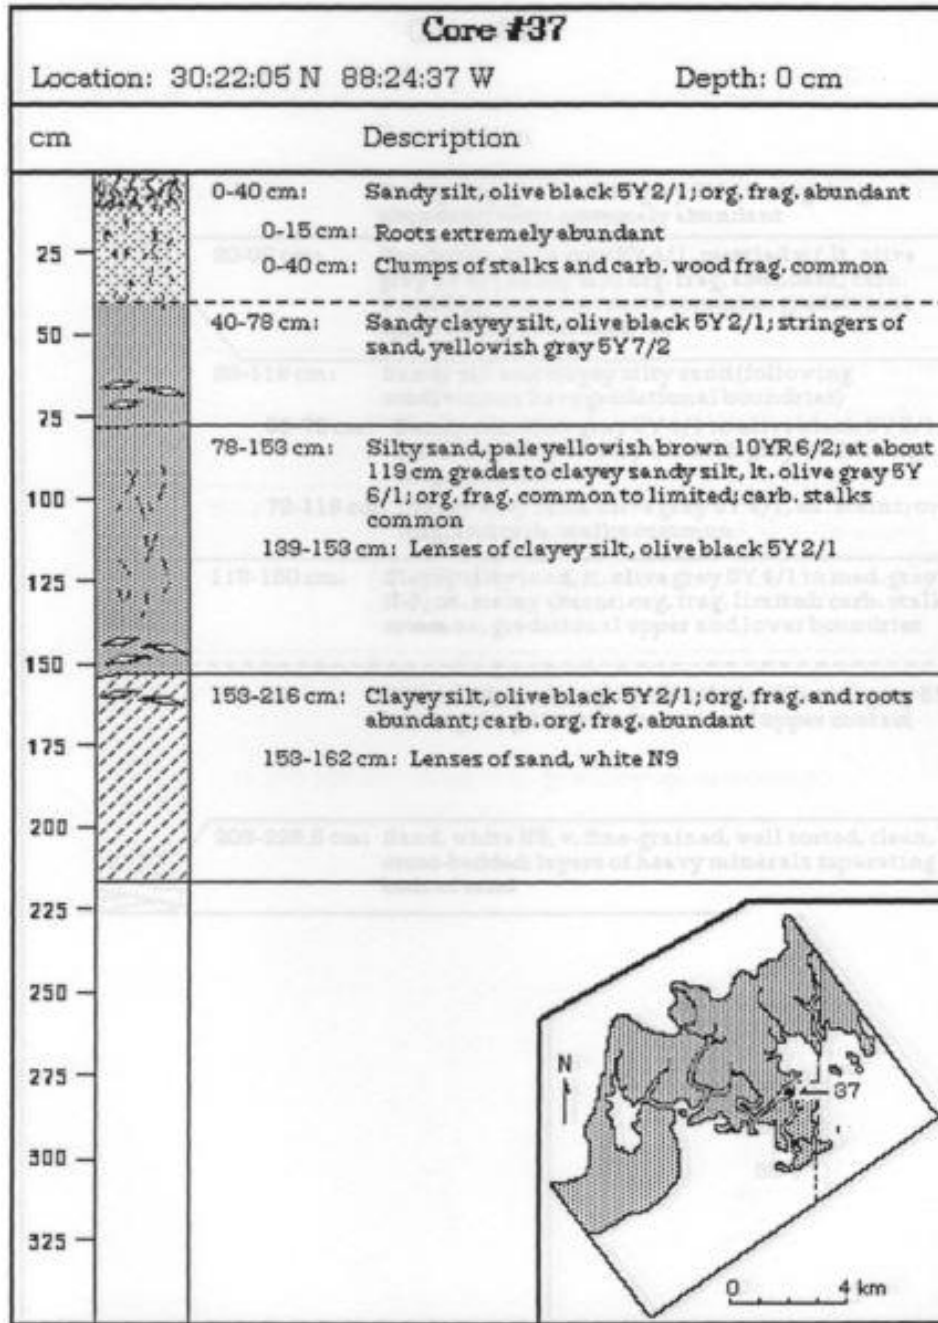 Core #37
Location: 30:22:05 N 88:24:37 W Depth: 0 cm
cm Description
0-40 cm: Sandy silt, olive black 5Y 2/1; org. frag. abundant
0-15 cm: Roots extremely abundant
0-40 cm: Clumps of stalks and carb. wood frag. common
40-78 cm: Sandy clayey silt, olive black 5Y 2/1; stringers of
sand, yellowish gray 5Y 7/2
78-153 cm: Silty sand, pale yellowish brown 10YR 6/2; at about
119 cm grades to clayey sandy silt, lt. olive gray 5Y
6/1; org. frag. common to limited; carb. stalks
common
139-153 cm: Lenses of clayey silt, olive black 5Y 2/1
153-216 cm: Clayey silt, olive black 5Y 2/1; org. frag. and roots
abundant; carb. org. frag. abundant
153-162 cm: Lenses of sand, white N9
25
50
75
100
125
150
175
200
225
250
275
300
325
N
37
0 4 km